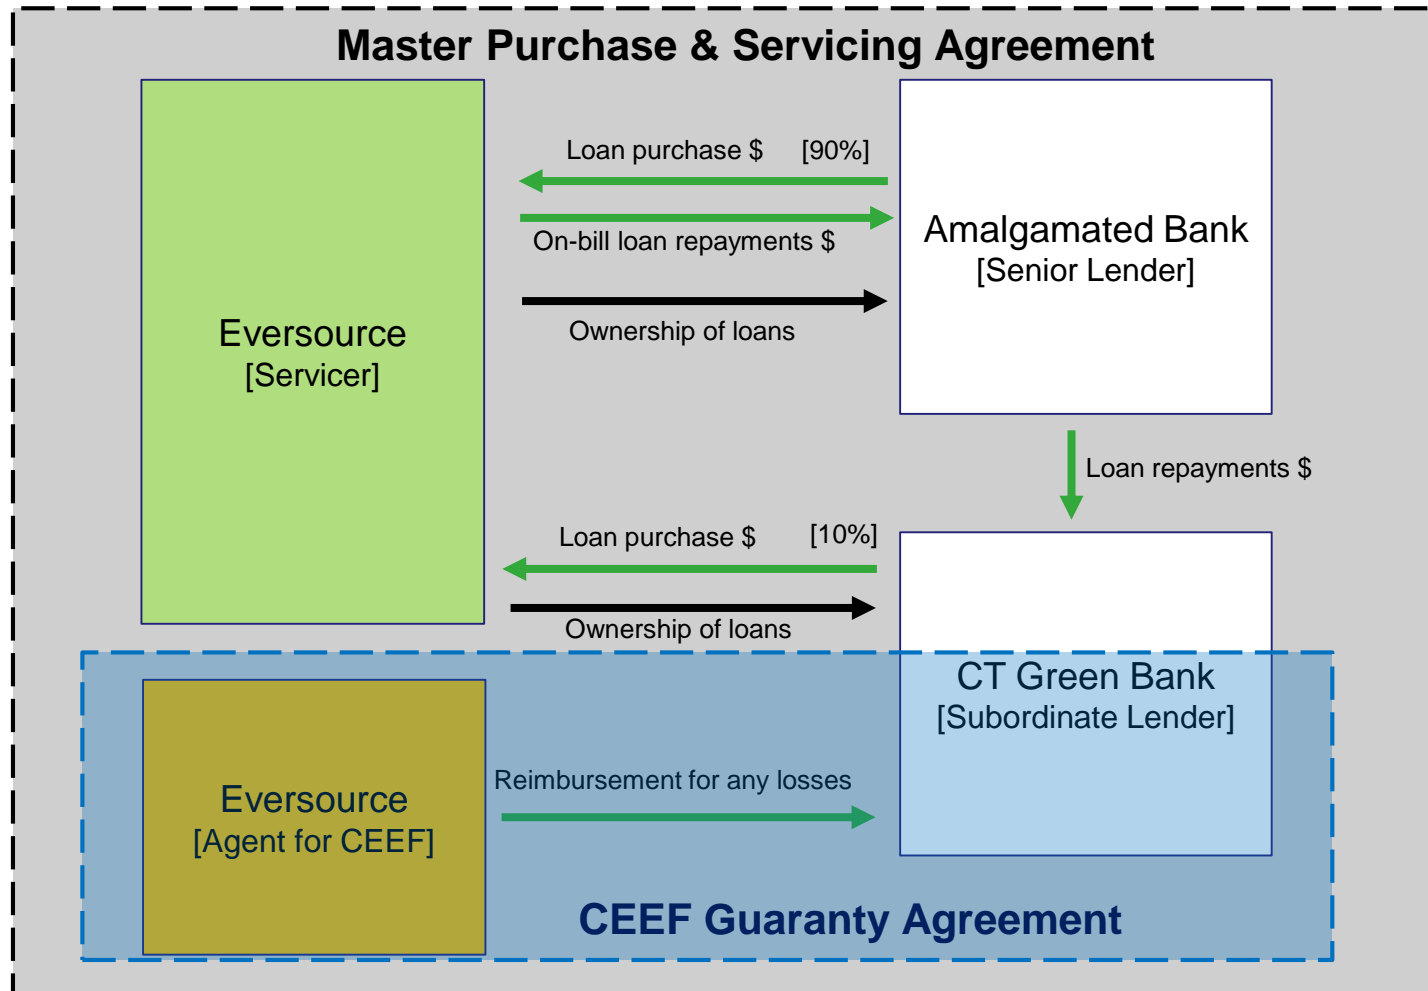 Master Purchase & Servicing Agreement
Loan purchase $ [90%]
On-bill loan repayments $
Ownership of loans
Amalgamated Bank
[Senior Lender]
Eversource
[Servicer]
Loan repayments $
Loan purchase $ [10%]
Ownership of loans
CT Green Bank
[Subordinate Lender]
Reimbursement for any losses
Eversource
[Agent for CEEF]
CEEF Guaranty Agreement